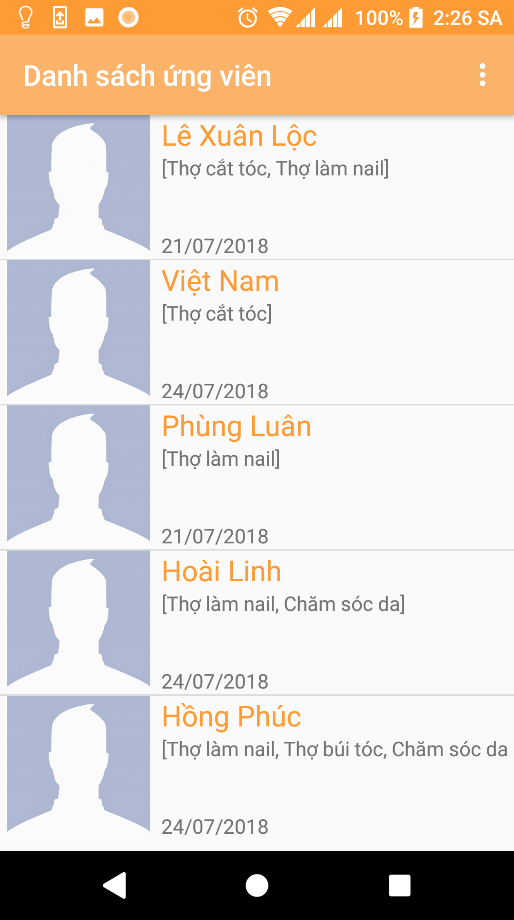 100% 2:26 SA
Danh sách ứng viên
Lê Xuân Lộc
[Thợ cắt tóc, Thợ làm nail]
21/07/2018
Việt Nam
[Thợ cắt tóc]
24/07/2018
Phùng Luân
[Thợ làm nail]
21/07/2018
Hoài Linh
[Thợ làm nail, Chăm sóc da]
24/07/2018
Hồng Phúc
[Thợ làm nail, Thợ búi tóc, Chăm sóc da
24/07/2018